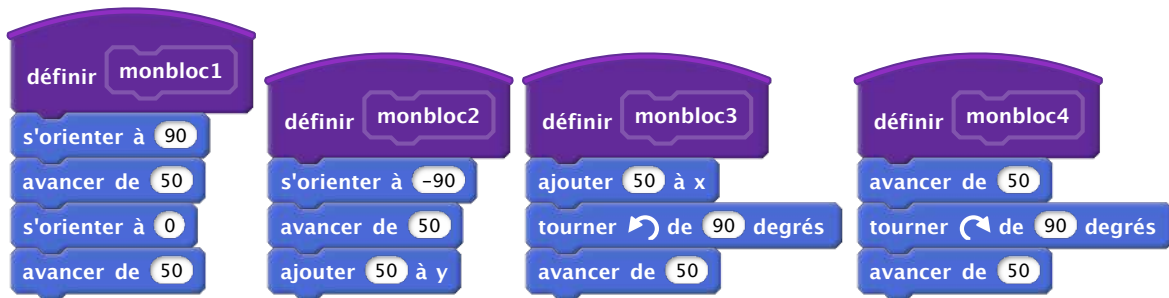 définir monbloc1
s'orienter à 90
avancer de 50
s'orienter à 0
avancer de 50
définir monbloc2
s'orienter à -90
avancer de 50
ajouter 50 à y
définir monbloc3
ajouter 50 à x
tourner de 90 degrés
avancer de 50
définir monbloc4
avancer de 50
tourner de 90 degrés
avancer de 50